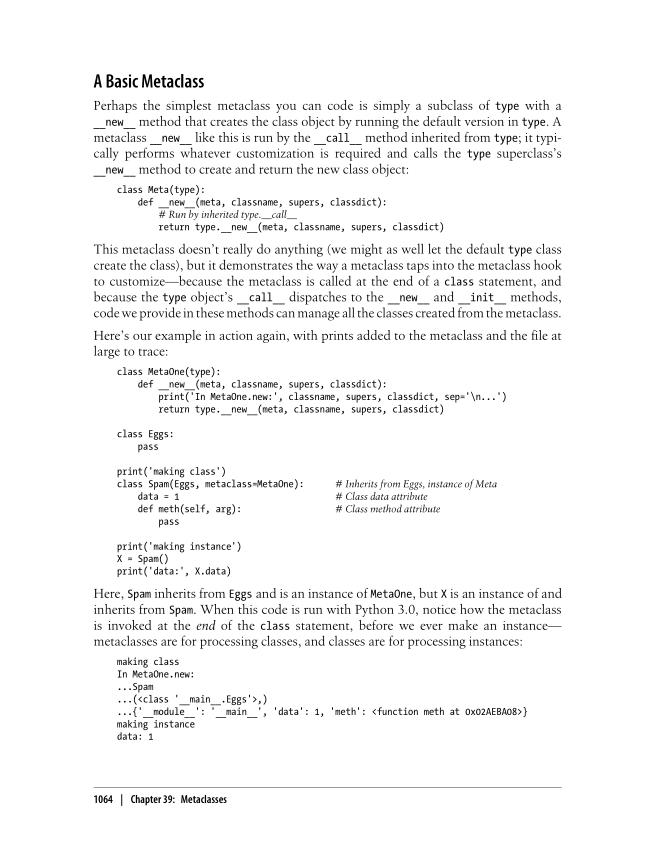 A Basic Metaclass
Perhaps the simplest metaclass you can code is simply a subclass of type with a
__new__ method that creates the class object by running the default version in type. A
metaclass __new__ like this is run by the __call__ method inherited from type; it typi-
cally performs whatever customization is required and calls the type superclass's
__new__ method to create and return the new class object:
class Meta(type):
    def __new__(meta, classname, supers, classdict):
        # Run by inherited type.__call__
        return type.__new__(meta, classname, supers, classdict)
This metaclass doesn't really do anything (we might as well let the default type class
create the class), but it demonstrates the way a metaclass taps into the metaclass hook
to customize—because the metaclass is called at the end of a class statement, and
because the type object's __call__ dispatches to the __new__ and __init__ methods,
code we provide in these methods can manage all the classes created from the metaclass.
Here's our example in action again, with prints added to the metaclass and the file at
large to trace:
class MetaOne(type):
    def __new__(meta, classname, supers, classdict):
        print('In MetaOne.new:', classname, supers, classdict, sep='\n...')
        return type.__new__(meta, classname, supers, classdict)
class Eggs:
    pass
print('making class')
class Spam(Eggs, metaclass=MetaOne):      # Inherits from Eggs, instance of Meta
    data = 1                              # Class data attribute
    def meth(self, arg):                  # Class method attribute
        pass
print('making instance')
X = Spam()
print('data:', X.data)
Here, Spam inherits from Eggs and is an instance of MetaOne, but X is an instance of and
inherits from Spam. When this code is run with Python 3.0, notice how the metaclass
is invoked at the end of the class statement, before we ever make an instance—
metaclasses are for processing classes, and classes are for processing instances:
making class
In MetaOne.new:
...Spam
...(<class '__main__.Eggs'>,)
...{'__module__': '__main__', 'data': 1, 'meth': <function meth at 0x02AEBA08>}
making instance
data: 1
1064 | Chapter 39: Metaclasses